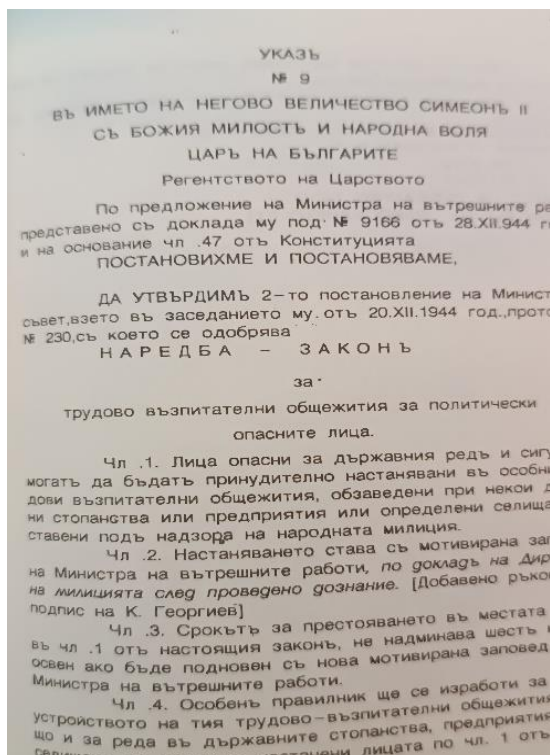 УКАЗЪ
№ 9
ВЪ ИМЕТО НА НЕГОВО ВЕЛИЧЕСТВО СИМЕОНЪ II
СЪ БОЖИЯ МИЛОСТЬ И НАРОДНА ВОЛЯ
ЦАРЪ НА БЪЛГАРИТЕ
Регентството на Царството
По предложение на Министра на вътрешните ра
представено съ доклада му под № 9166 отъ 28.XII.944 г
и на основание чл .47 отъ Конституцията
ПОСТАНОВИХМЕ И ПОСТАНОВЯВАМЕ,
ДА УТВЪРДИМЪ 2-то постановление на Минист
съвет,взето въ заседанието му.отъ 20.XII.1944 год.,прото
№ 230,съ което се одобрява
НАРЕДБА - ЗАКОНЪ
за
трудово възпитателни общежития за политически
опасните лица.
Чл .1. Лица опасни за държавния редъ и сигу
могатъ да бъдатъ принудително настанявани въ особни
дови възпитателни общежития, обзаведени при некои д
ни стопанства или предприятия или определени селища
ставени подъ надзора на народната милиция.
Чл .2. Настаняването става съ мотивирана зап
на Министра на вътрешните работи, по докладъ на Дир
на милицията след проведено дознание. [Добавено ръко
подпис на К. Георгиев]
Чл .3. Срокътъ за престояването въ местата
въ чл .1 отъ настоящия законъ, не надминава шесть
освен ако бъде подновен съ нова мотивирана заповед
Министра на вътрешните работи.
Чл .4. Особенъ правилник ще се изработи за
устройството на тия трудово-възпитателни общежития
що и за реда въ държавните стопанства, предприятия
лицата по чл. 1 отъ